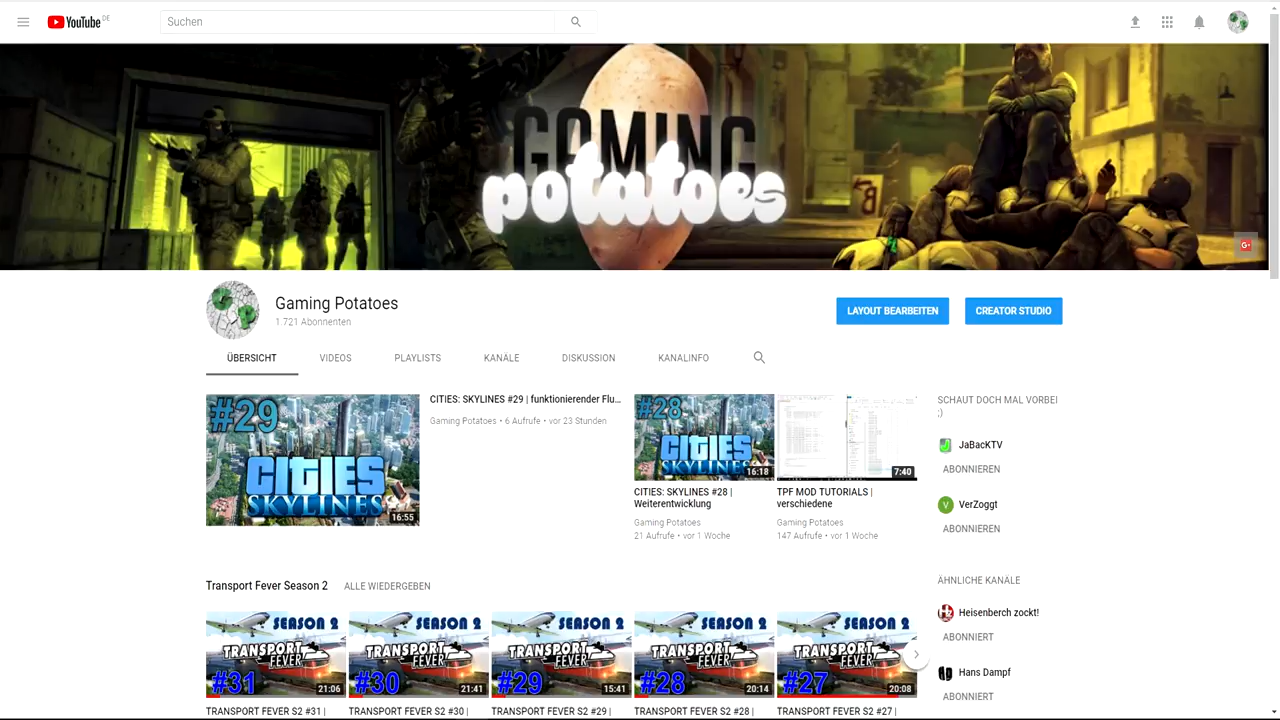 YouTube DE
Suchen
GAMING
potatoes
G+
Gaming Potatoes
1.721 Abonnenten
LAYOUT BEARBEITEN
CREATOR STUDIO
ÜBERSICHT
VIDEOS
PLAYLISTS
KANÄLE
DISKUSSION
KANALINFO
#29
CITIES
SKYLINES
16:55
CITIES: SKYLINES #29 | funktionierender Flu...
Gaming Potatoes • 6 Aufrufe • vor 23 Stunden
#28
CITIES
SKYLINES
16:18
CITIES: SKYLINES #28 |
Weiterentwicklung
Gaming Potatoes
21 Aufrufe • vor 1 Woche
7:40
TPF MOD TUTORIALS |
verschiedene
Gaming Potatoes
147 Aufrufe • vor 1 Woche
SCHAUT DOCH MAL VORBEI
;)
JaBacKTV
ABONNIEREN
V
VerZoggt
ABONNIEREN
ÄHNLICHE KANÄLE
Heisenberch zockt!
ABONNIERT
Hans Dampf
ABONNIERT
Transport Fever Season 2
ALLE WIEDERGEBEN
SEASON 2
TRANSPORT
FEVER
#31
21:06
TRANSPORT FEVER S2 #31 |
SEASON 2
TRANSPORT
FEVER
#30
21:41
TRANSPORT FEVER S2 #30 |
SEASON 2
TRANSPORT
FEVER
#29
15:41
TRANSPORT FEVER S2 #29 |
SEASON 2
TRANSPORT
FEVER
#28
20:14
TRANSPORT FEVER S2 #28 |
SEASON 2
TRANSPORT
FEVER
#27
20:08
TRANSPORT FEVER S2 #27 |